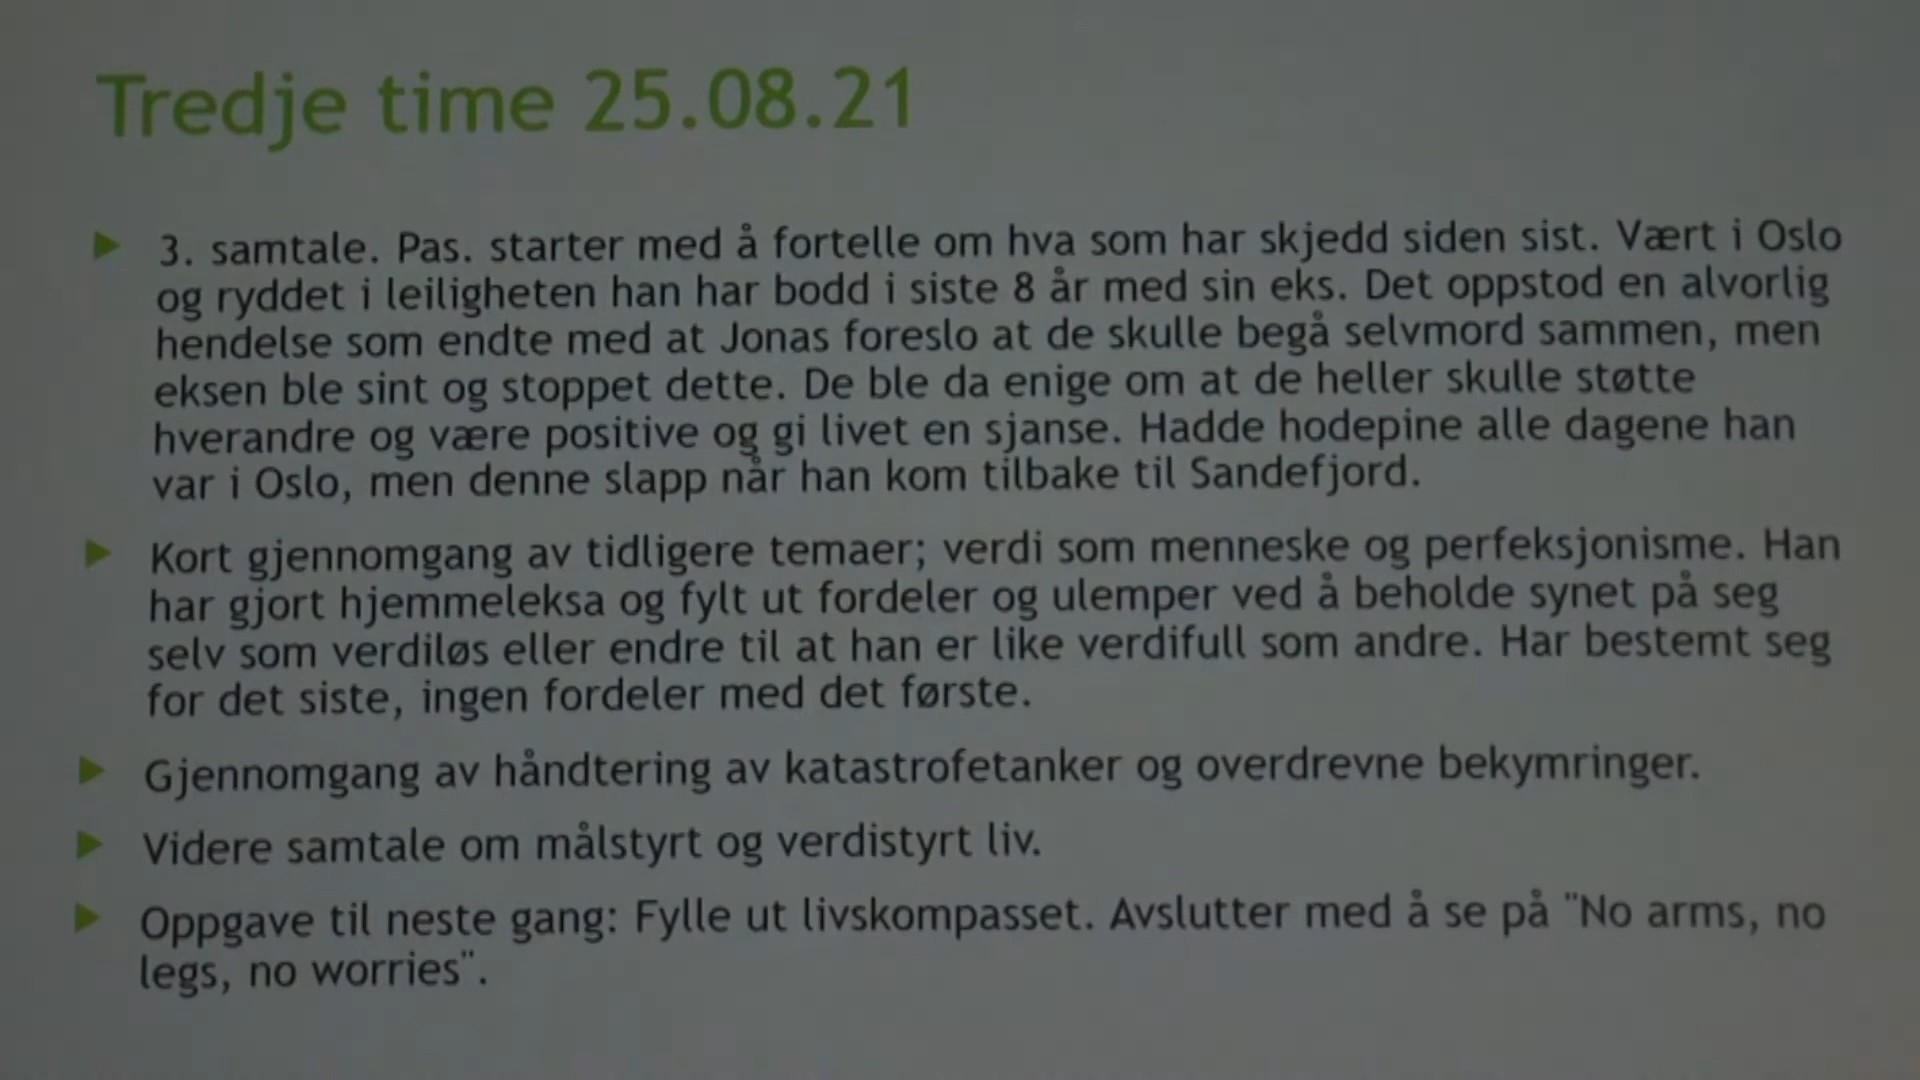 Tredje time 25.08.21
3. samtale. Pas. starter med å fortelle om hva som har skjedd siden sist. Vært i Oslo
og ryddet i leiligheten han har bodd i siste 8 år med sin eks. Det oppstod en alvorlig
hendelse som endte med at Jonas foreslo at de skulle begå selvmord sammen, men
eksen ble sint og stoppet dette. De ble da enige om at de heller skulle støtte
hverandre og være positive og gi livet en sjanse. Hadde hodepine alle dagene han
var i Oslo, men denne slapp når han kom tilbake til Sandefjord.
Kort gjennomgang av tidligere temaer; verdi som menneske og perfeksjonisme. Han
har gjort hjemmeleksa og fylt ut fordeler og ulemper ved å beholde synet på seg
selv som verdiløs eller endre til at han er like verdifull som andre. Har bestemt seg
for det siste, ingen fordeler med det første.
Gjennomgang av håndtering av katastrofetanker og overdrevne bekymringer.
Videre samtale om målstyrt og verdistyrt liv.
Oppgave til neste gang: Fylle ut livskompasset. Avslutter med å se på "No arms, no
legs, no worries".